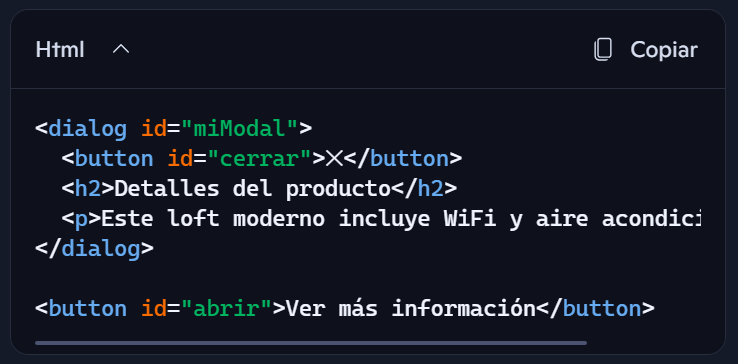 Html
Copiar
<dialog id="miModal">
<button id="cerrar">✕</button>
<h2>Detalles del producto</h2>
<p>Este loft moderno incluye WiFi y aire
</dialog>
<button id="abrir">Ver más información</button>